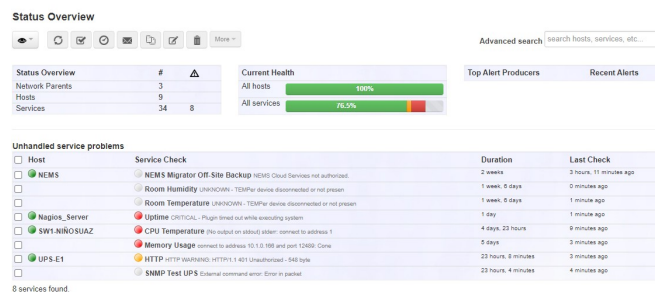 Status Overview
More
Advanced search search hosts, services, etc...
Status Overview #
Network Parents 3
Hosts 9
Services 34 8
Current Health
All hosts 100%
All services 76.5%
Top Alert Producers Recent Alerts
Unhandled service problems
Host Service Check Duration Last Check
NEMS NEMS Migrator Off-Site Backup NEMS Cloud Services not authorized. 2 weeks 3 hours, 11 minutes ago
Room Humidity UNKNOWN - TEMPer device disconnected or not presen 1 week, 6 days 0 minutes ago
Room Temperature UNKNOWN - TEMPer device disconnected or not presen 1 week, 6 days 1 minute ago
Nagios_Server Uptime CRITICAL - Plugin timed out while executing system 1 day 1 minute ago
SW1-NIÑOSUAZ CPU Temperature (No output on stdout) stderr: connect to address 1 4 days, 23 hours 9 minutes ago
Memory Usage connect to address 10.1.0.166 and port 12489: Cone 5 days 3 minutes ago
UPS-E1 HTTP HTTP WARNING: HTTP/1.1 401 Unauthorized - 548 byte 23 hours, 8 minutes 3 minutes ago
SNMP Test UPS External command error: Error in packet 23 hours, 4 minutes 4 minutes ago
8 services found.